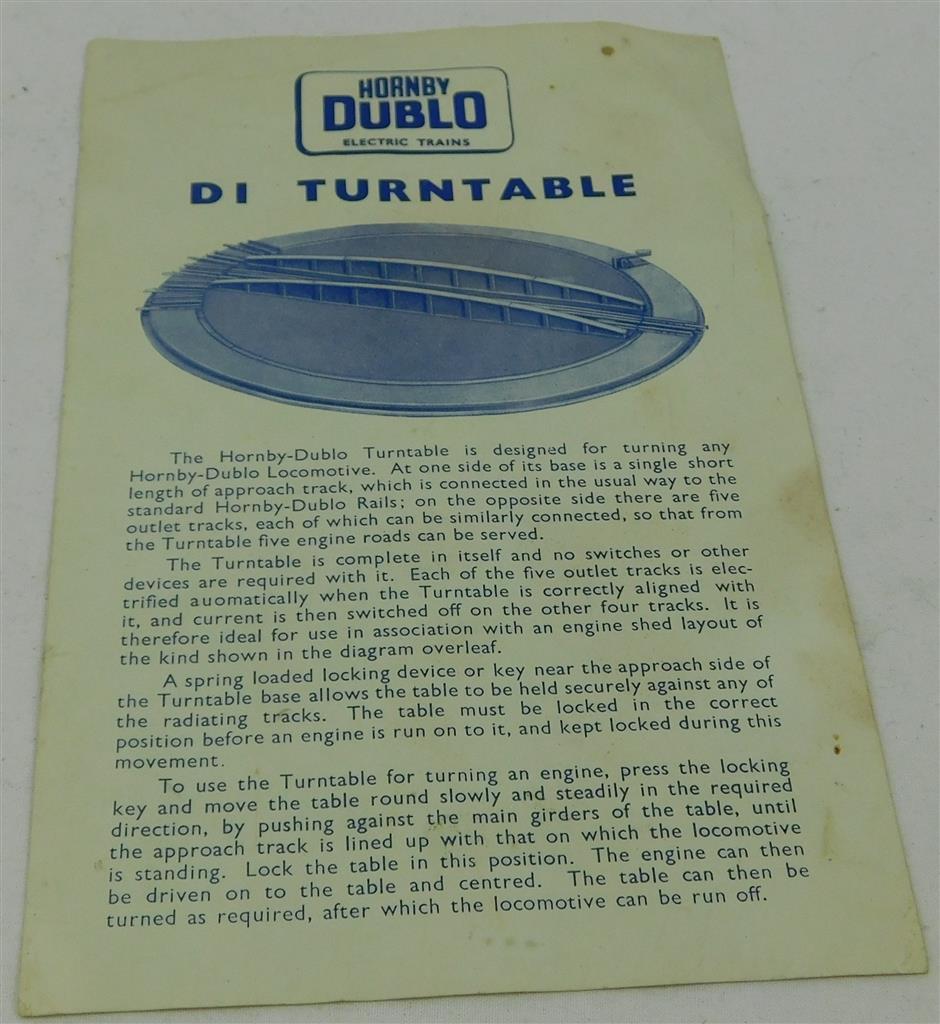 HORNBY
DUBLO
ELECTRIC TRAINS
DI TURNTABLE
The Hornby-Dublo Turntable is designed for turning any
Hornby-Dublo Locomotive. At one side of its base is a single short
length of approach track, which is connected in the usual way to the
standard Hornby-Dublo Rails; on the opposite side there are five
outlet tracks, each of which can be similarly connected, so that from
the Turntable five engine roads can be served.
The Turntable is complete in itself and no switches or other
devices are required with it. Each of the five outlet tracks is elec-
trified auomatically when the Turntable is correctly aligned with
it, and current is then switched off on the other four tracks. It is
therefore ideal for use in association with an engine shed layout of
the kind shown in the diagram overleaf.
A spring loaded locking device or key near the approach side of
the Turntable base allows the table to be held securely against any of
the radiating tracks. The table must be locked in the correct
position before an engine is run on to it, and kept locked during this
movement.
To use the Turntable for turning an engine, press the locking
key and move the table round slowly and steadily in the required
direction, by pushing against the main girders of the table, until
the approach track is lined up with that on which the locomotive
is standing. Lock the table in this position. The engine can then
be driven on to the table and centred. The table can then be
turned as required, after which the locomotive can be run off.